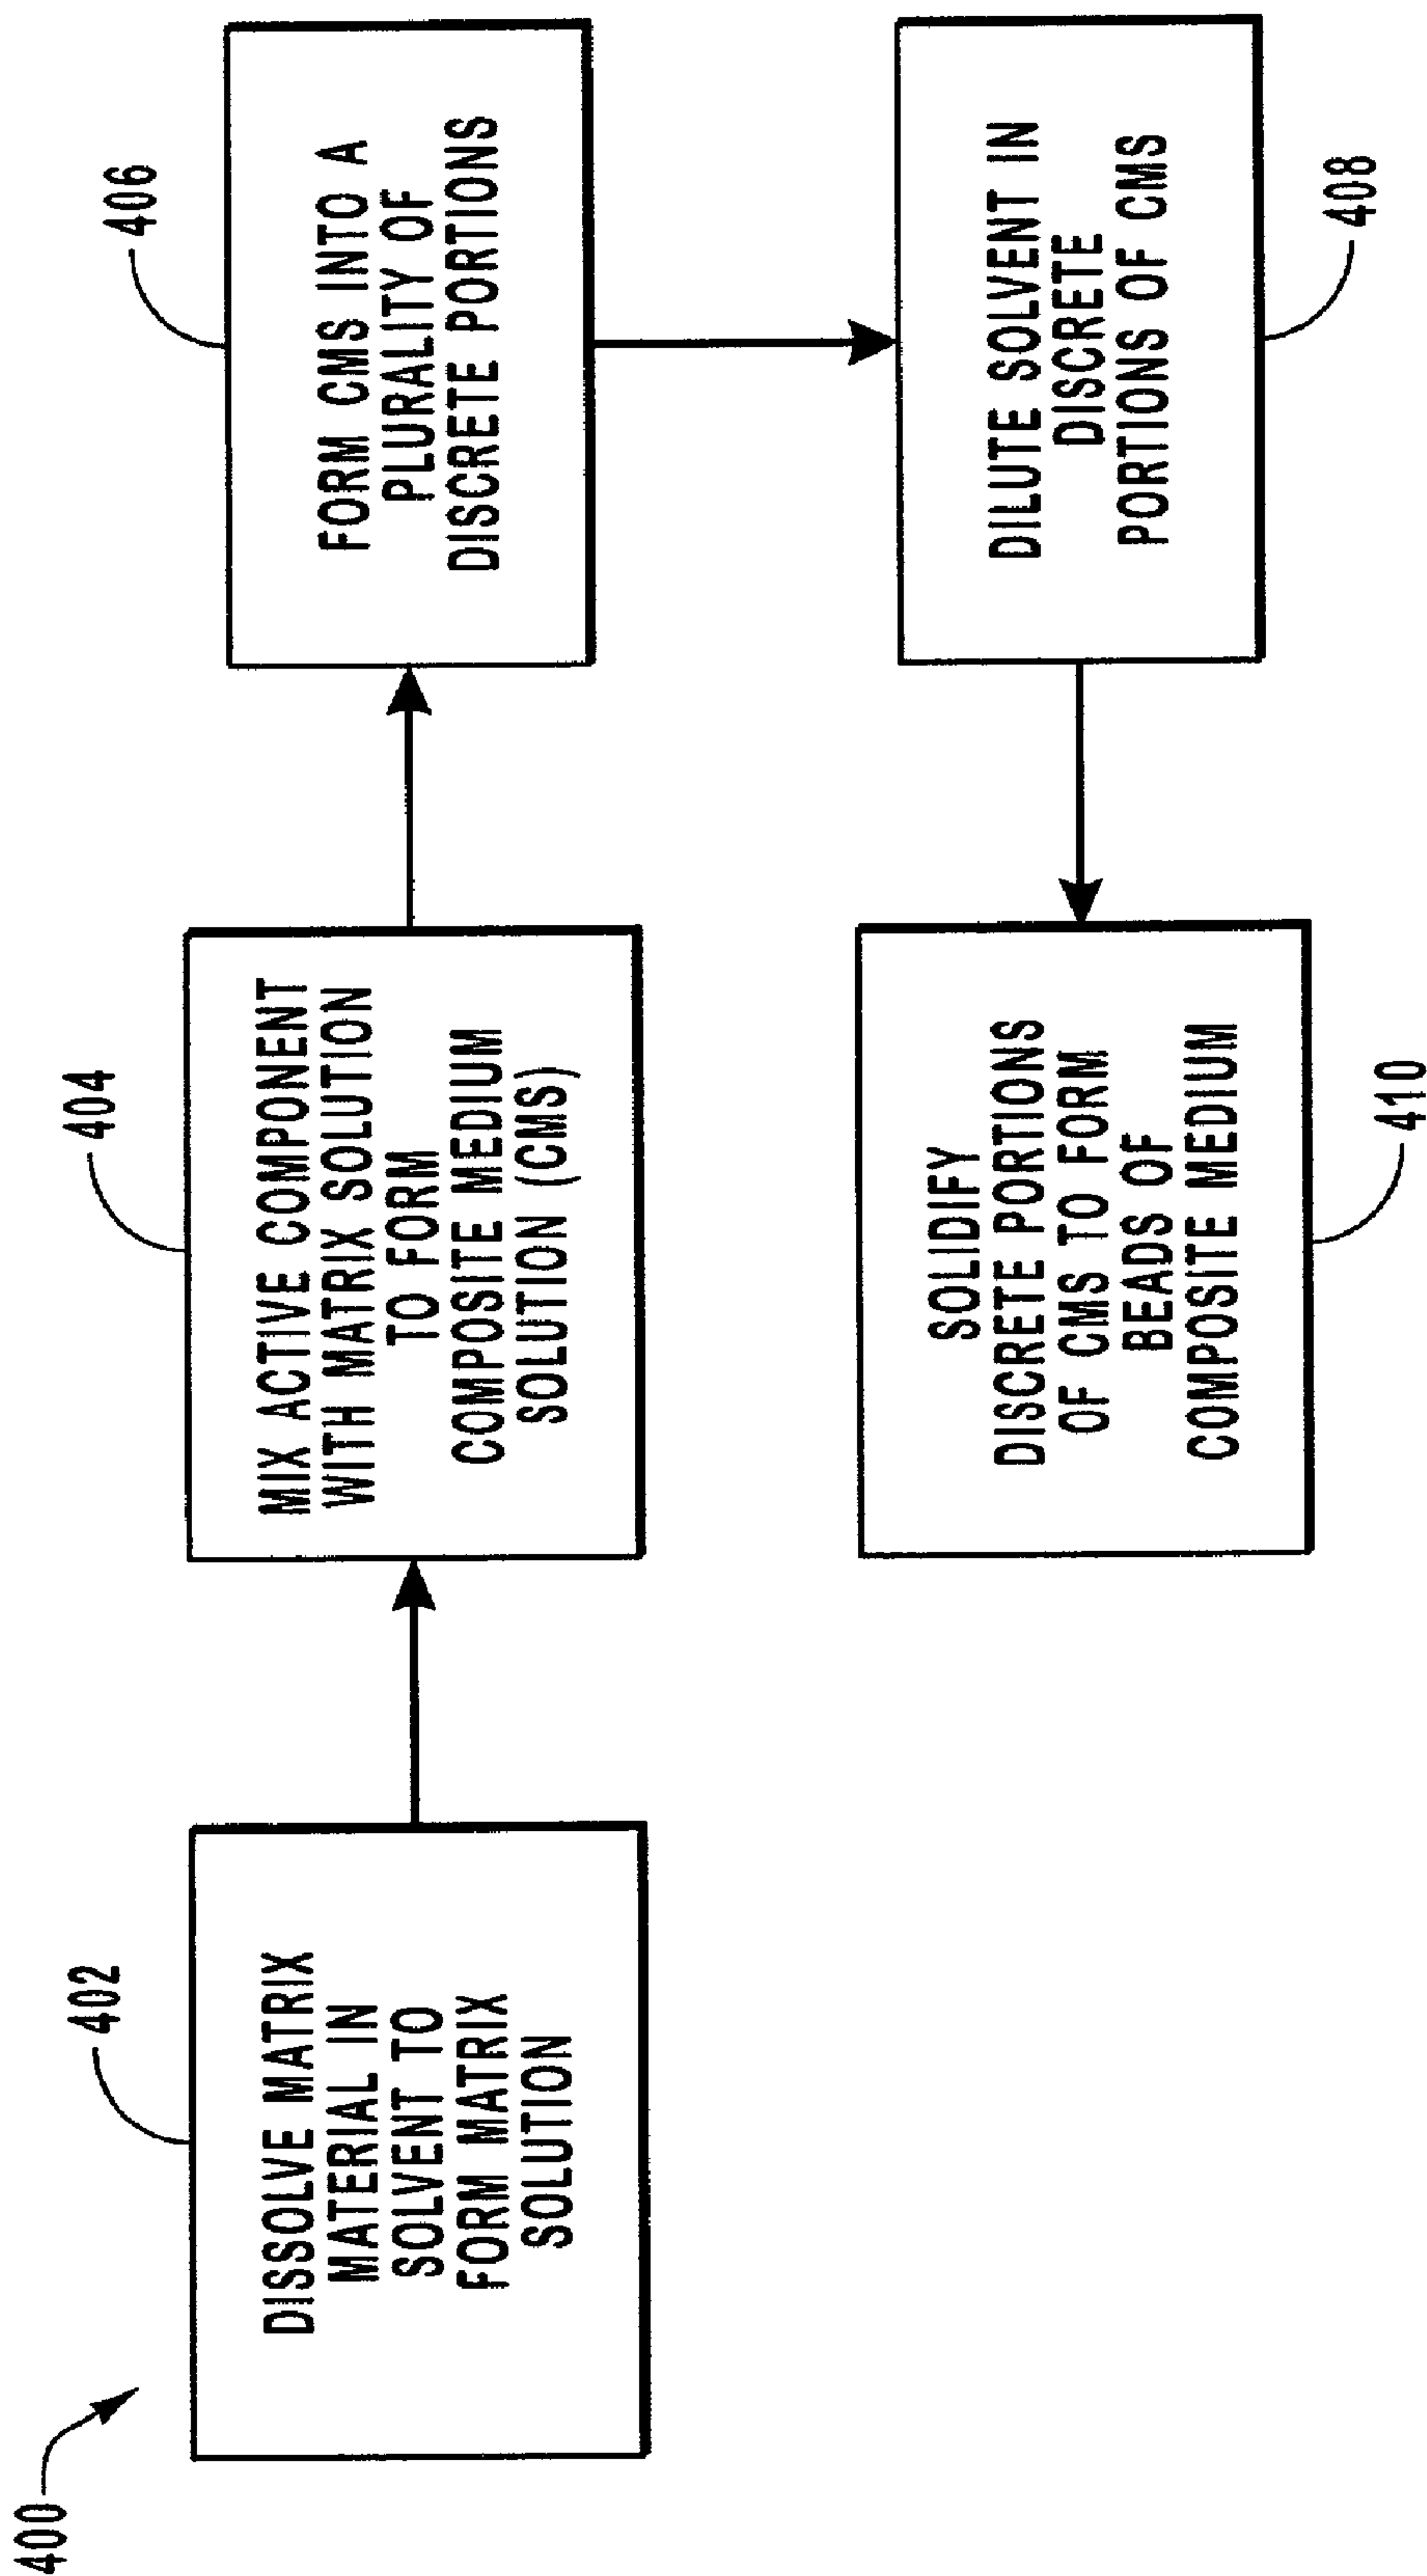 400
402
DISSOLVE MATRIX
MATERIAL IN
SOLVENT TO
FORM MATRIX
SOLUTION
404
MIX ACTIVE COMPONENT
WITH MATRIX SOLUTION
TO FORM
COMPOSITE MEDIUM
SOLUTION (CMS)
406
FORM CMS INTO A
PLURALITY OF
DISCRETE PORTIONS
DILUTE SOLVENT IN
DISCRETE
PORTIONS OF CMS
408
SOLIDIFY
DISCRETE PORTIONS
OF CMS TO FORM
BEADS OF
COMPOSITE MEDIUM
410